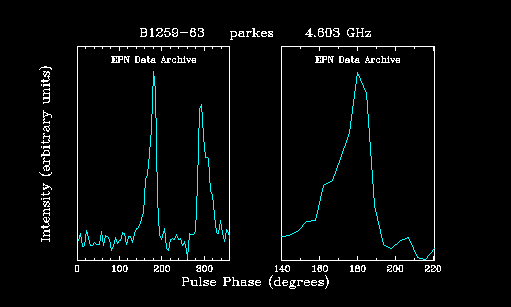 B1259-63 parkes 4.603 GHz
EPN Data Archive EPN Data Archive
Intensity (arbitrary units)
0 100 200 300 140 160 180 200 220
Pulse Phase (degrees)